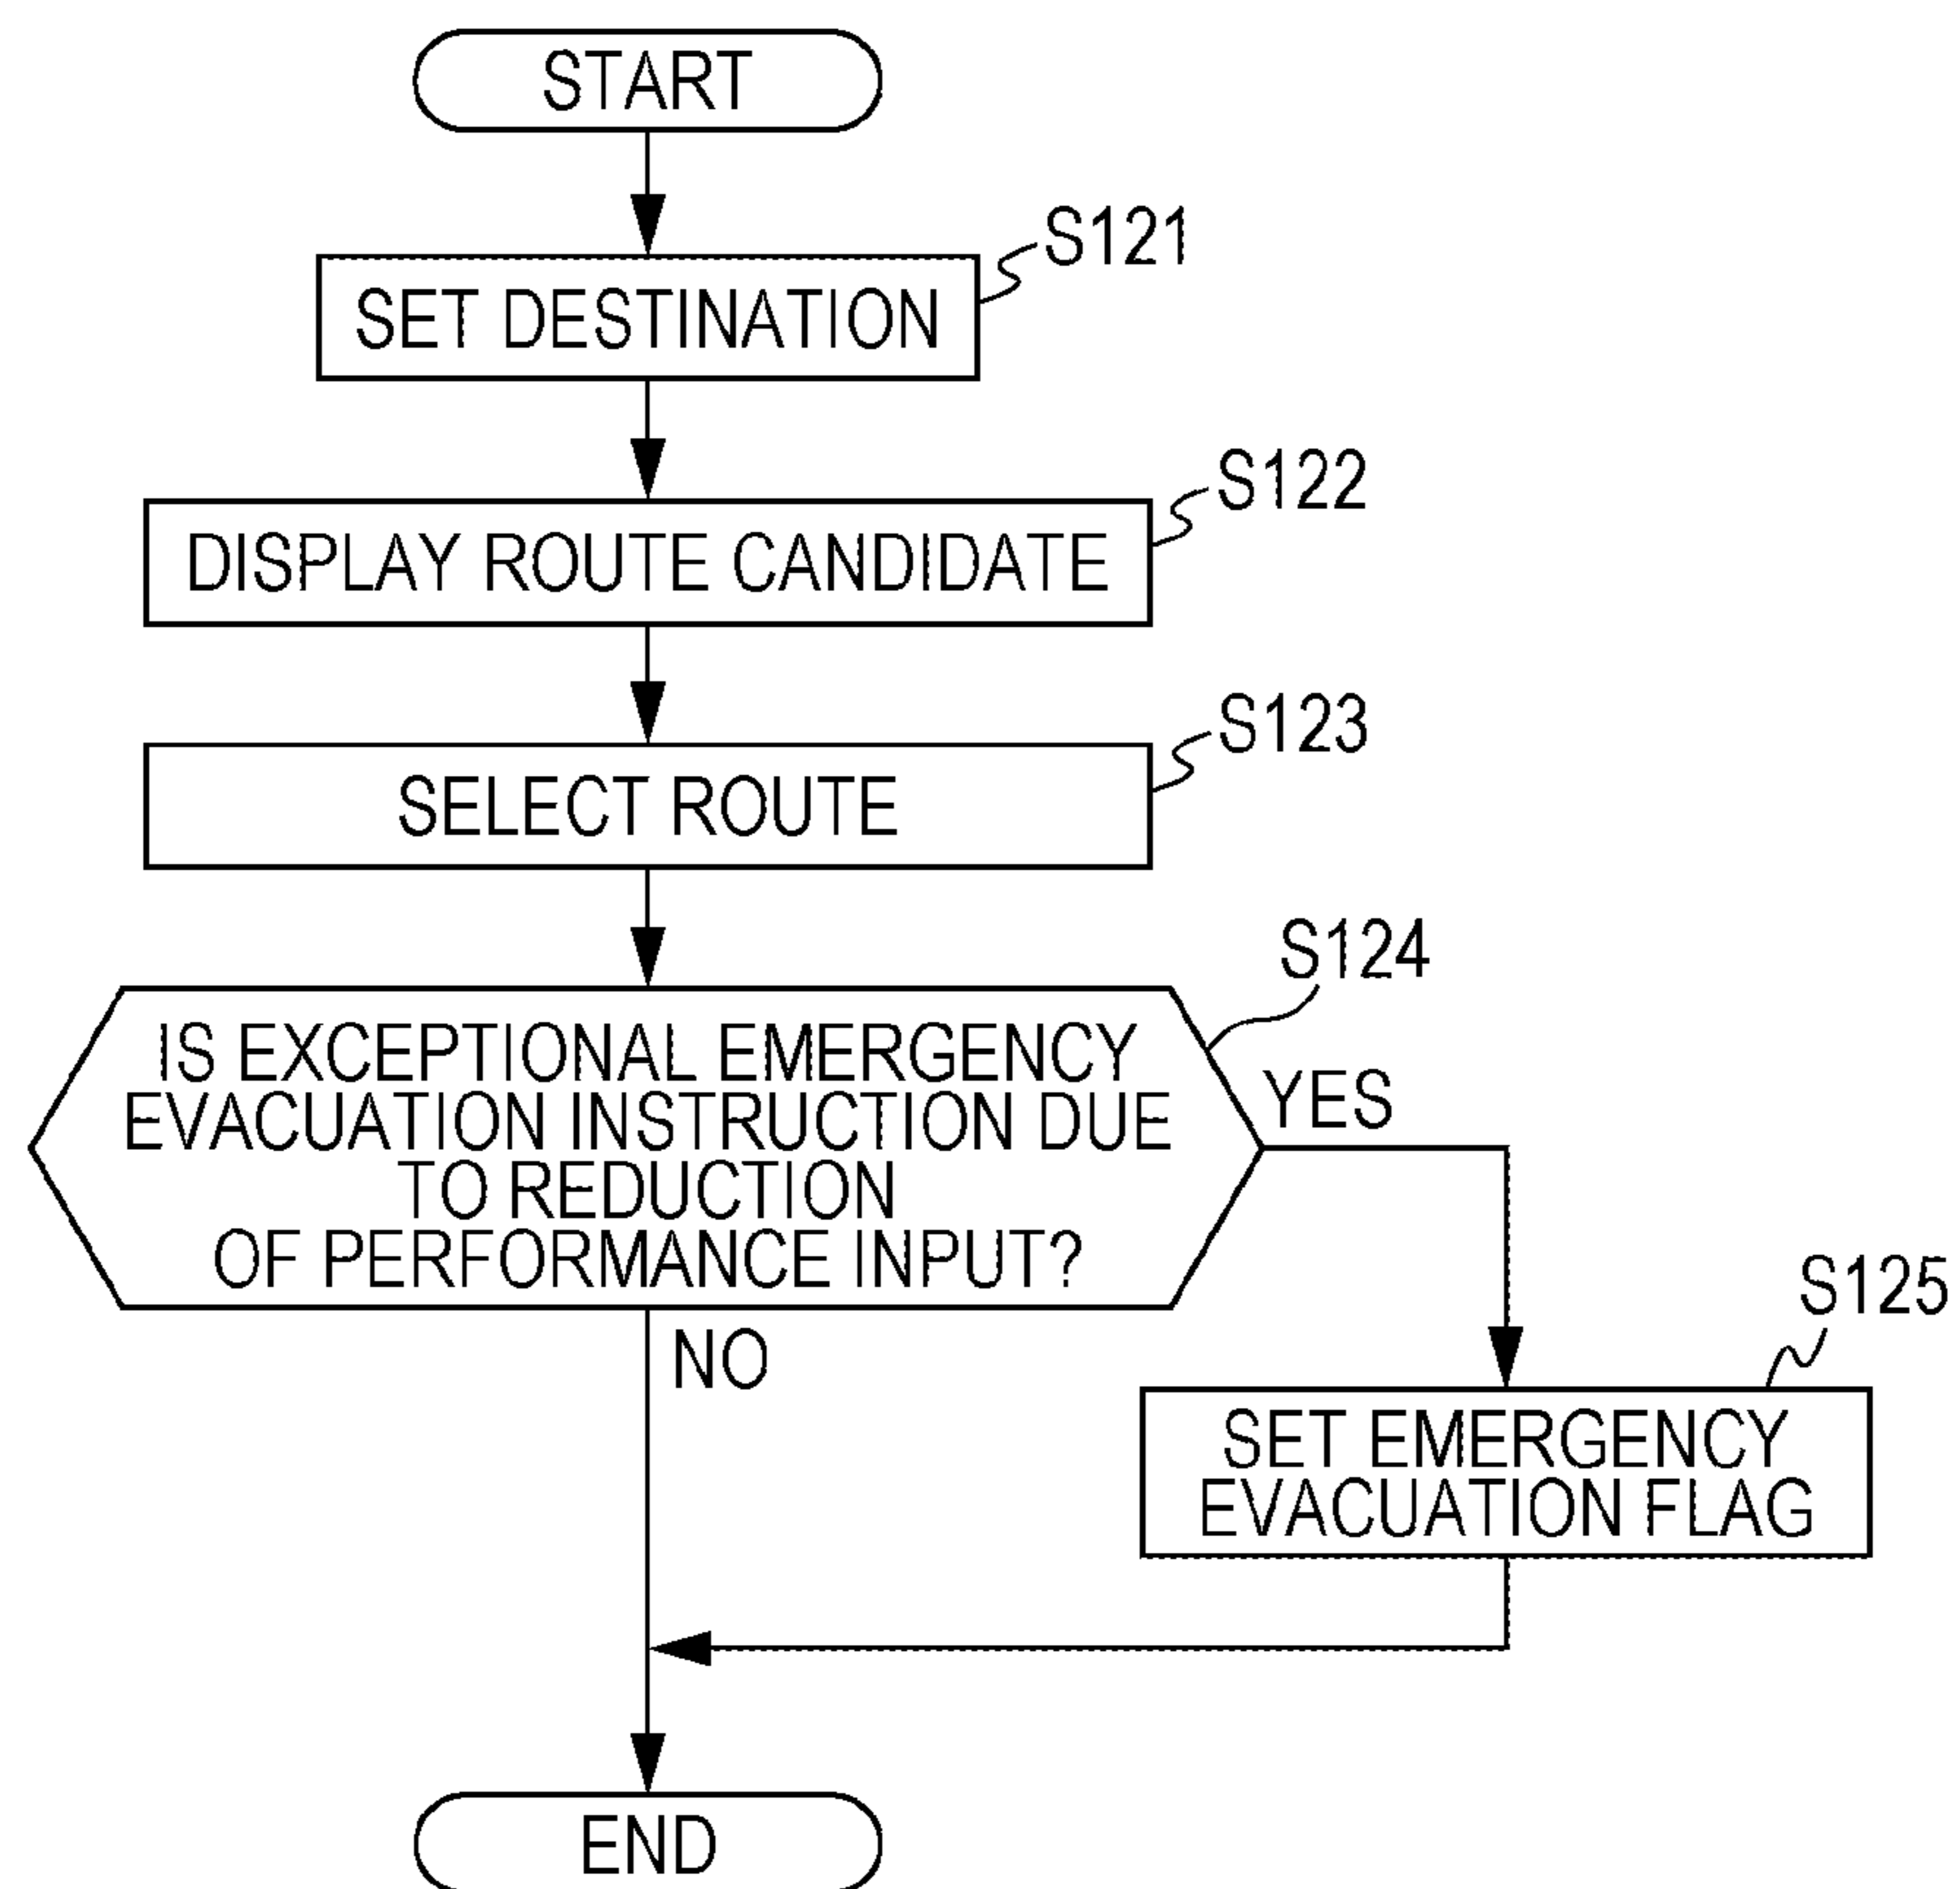 START
S121
SET DESTINATION
S122
DISPLAY ROUTE CANDIDATE
S123
SELECT ROUTE
S124
IS EXCEPTIONAL EMERGENCY
EVACUATION INSTRUCTION DUE
TO REDUCTION
OF PERFORMANCE INPUT?
YES
NO
S125
SET EMERGENCY
EVACUATION FLAG
END